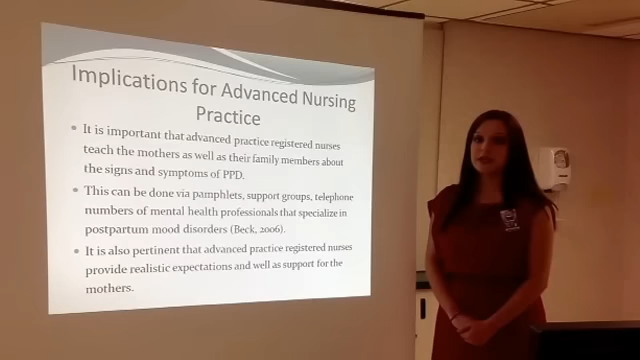 Implications for Advanced Nursing
Practice
It is important that advanced practice registered nurses
teach the mothers as well as their family members about
the signs and symptoms of PPD.
This can be done via pamphlets, support groups, telephone
numbers of mental health professionals that specialize in
postpartum mood disorders (Beck, 2006).
It is also pertinent that advanced practice registered nurses
provide realistic expectations and well as support for the
mothers.